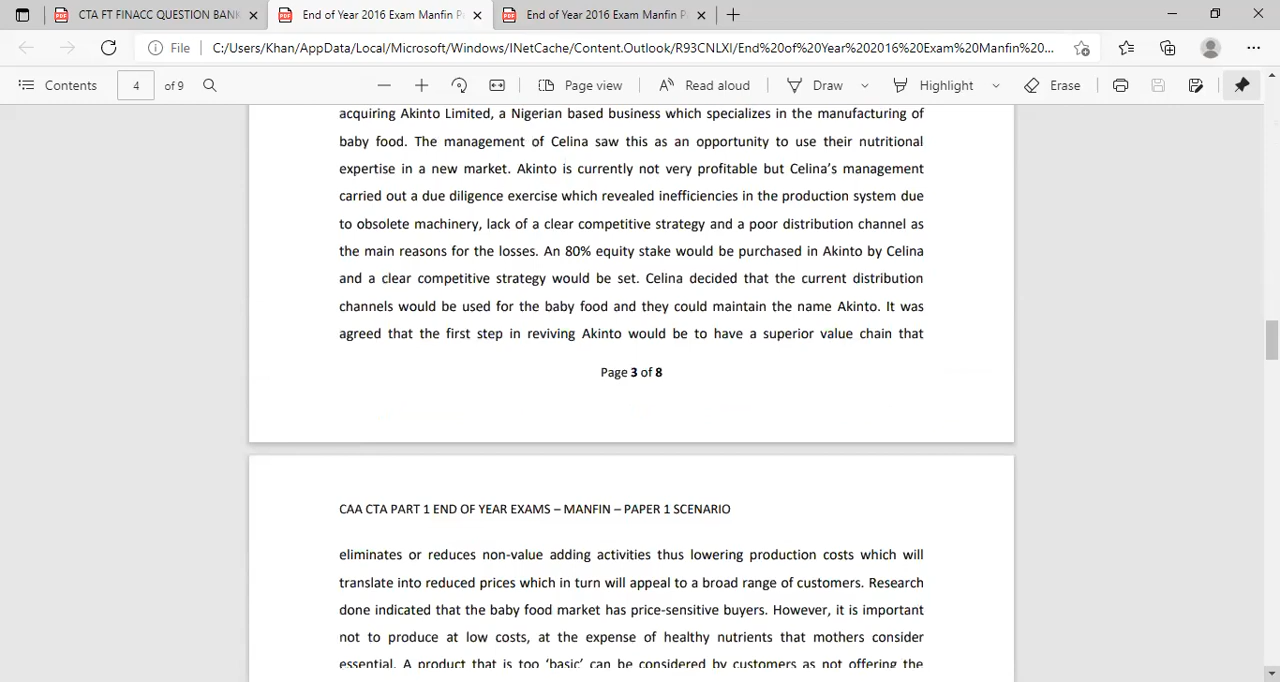 CTA FT FINACC QUESTION BANK
End of Year 2016 Exam Manfin P
End of Year 2016 Exam Manfin P
File
C:/Users/Khan/AppData/Local/Microsoft/Windows/INetCache/Content.Outlook/R93CNLXI/End%20of%20Year%202016%20Exam%20Manfin%20...
Contents 4 of 9 Page view Read aloud Draw Highlight Erase
acquiring Akinto Limited, a Nigerian based business which specializes in the manufacturing of
baby food. The management of Celina saw this as an opportunity to use their nutritional
expertise in a new market. Akinto is currently not very profitable but Celina’s management
carried out a due diligence exercise which revealed inefficiencies in the production system due
to obsolete machinery, lack of a clear competitive strategy and a poor distribution channel as
the main reasons for the losses. An 80% equity stake would be purchased in Akinto by Celina
and a clear competitive strategy would be set. Celina decided that the current distribution
channels would be used for the baby food and they could maintain the name Akinto. It was
agreed that the first step in reviving Akinto would be to have a superior value chain that
Page 3 of 8
CAA CTA PART 1 END OF YEAR EXAMS – MANFIN – PAPER 1 SCENARIO
eliminates or reduces non-value adding activities thus lowering production costs which will
translate into reduced prices which in turn will appeal to a broad range of customers. Research
done indicated that the baby food market has price-sensitive buyers. However, it is important
not to produce at low costs, at the expense of healthy nutrients that mothers consider
essential. A product that is too ‘basic’ can be considered by customers as not offering the